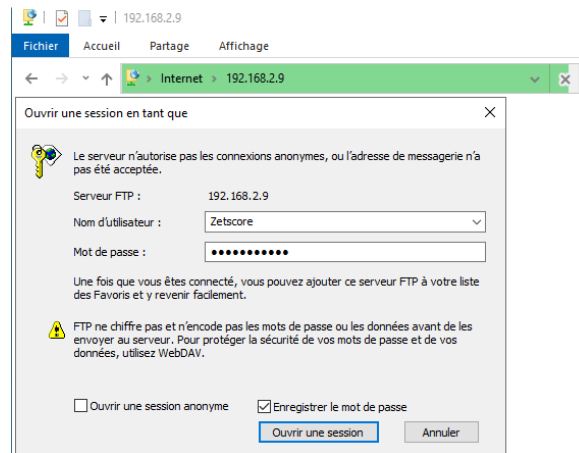 192.168.2.9
Fichier Accueil Partage Affichage
Internet > 192.168.2.9
Ouvrir une session en tant que
Le serveur n'autorise pas les connexions anonymes, ou l'adresse de messagerie n'a
pas été acceptée.
Serveur FTP : 192.168.2.9
Nom d'utilisateur : Zetscore
Mot de passe : •••••••••••
Une fois que vous êtes connecté, vous pouvez ajouter ce serveur FTP à votre liste
des Favoris et y revenir facilement.
FTP ne chiffre pas et n'encode pas les mots de passe ou les données avant de les
envoyer au serveur. Pour protéger la sécurité de vos mots de passe et de vos
données, utilisez WebDAV.
Ouvrir une session anonyme Enregistrer le mot de passe
Ouvrir une session Annuler